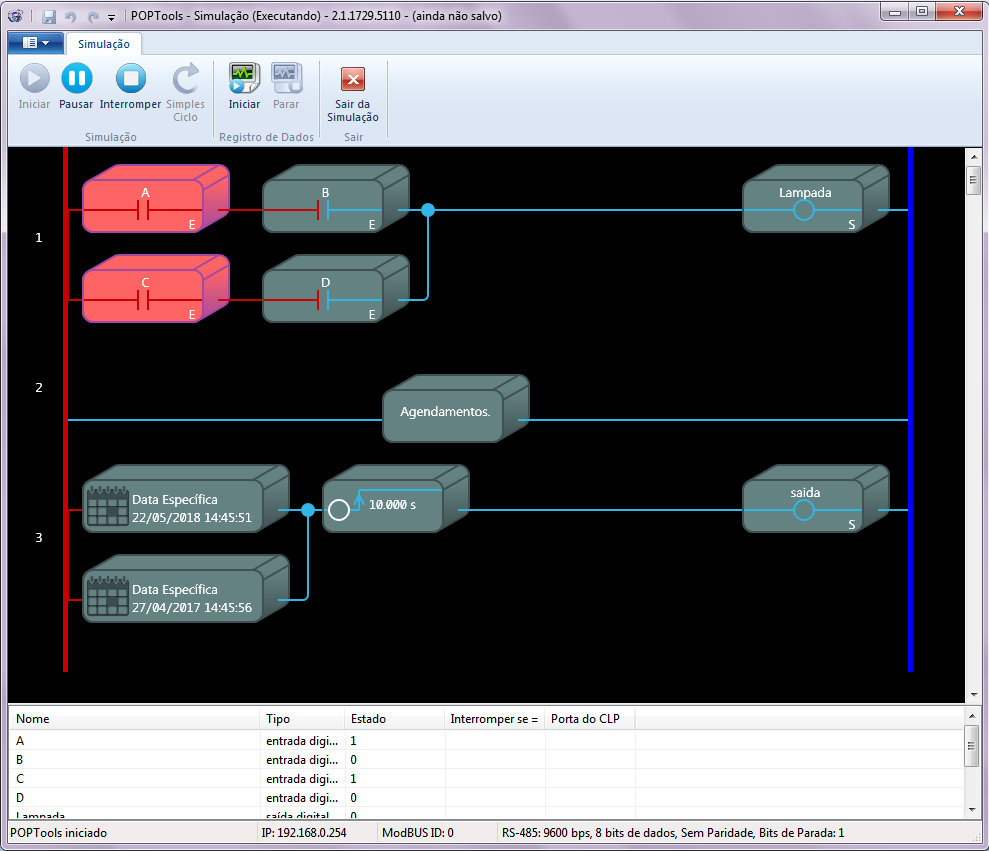 POPTools - Simulação (Executando) - 2.1.1729.5110 - (ainda não salvo)
Simulação
Iniciar Pausar Interromper Simples Ciclo Iniciar Parar Sair da Simulação
Simulação Registro de Dados Sair
1
A
E
B
E
Lampada
S
C
E
D
E
2
Agendamentos.
3
Data Específica
22/05/2018 14:45:51
10.000 s
saida
S
Data Específica
27/04/2017 14:45:56
Nome Tipo Estado Interromper se = Porta do CLP
A entrada digi... 1
B entrada digi... 0
C entrada digi... 1
D entrada digi... 0
Lampada saída digital 0
POPTools iniciado IP: 192.168.0.254 ModBUS ID: 0 RS-485: 9600 bps, 8 bits de dados, Sem Paridade, Bits de Parada: 1